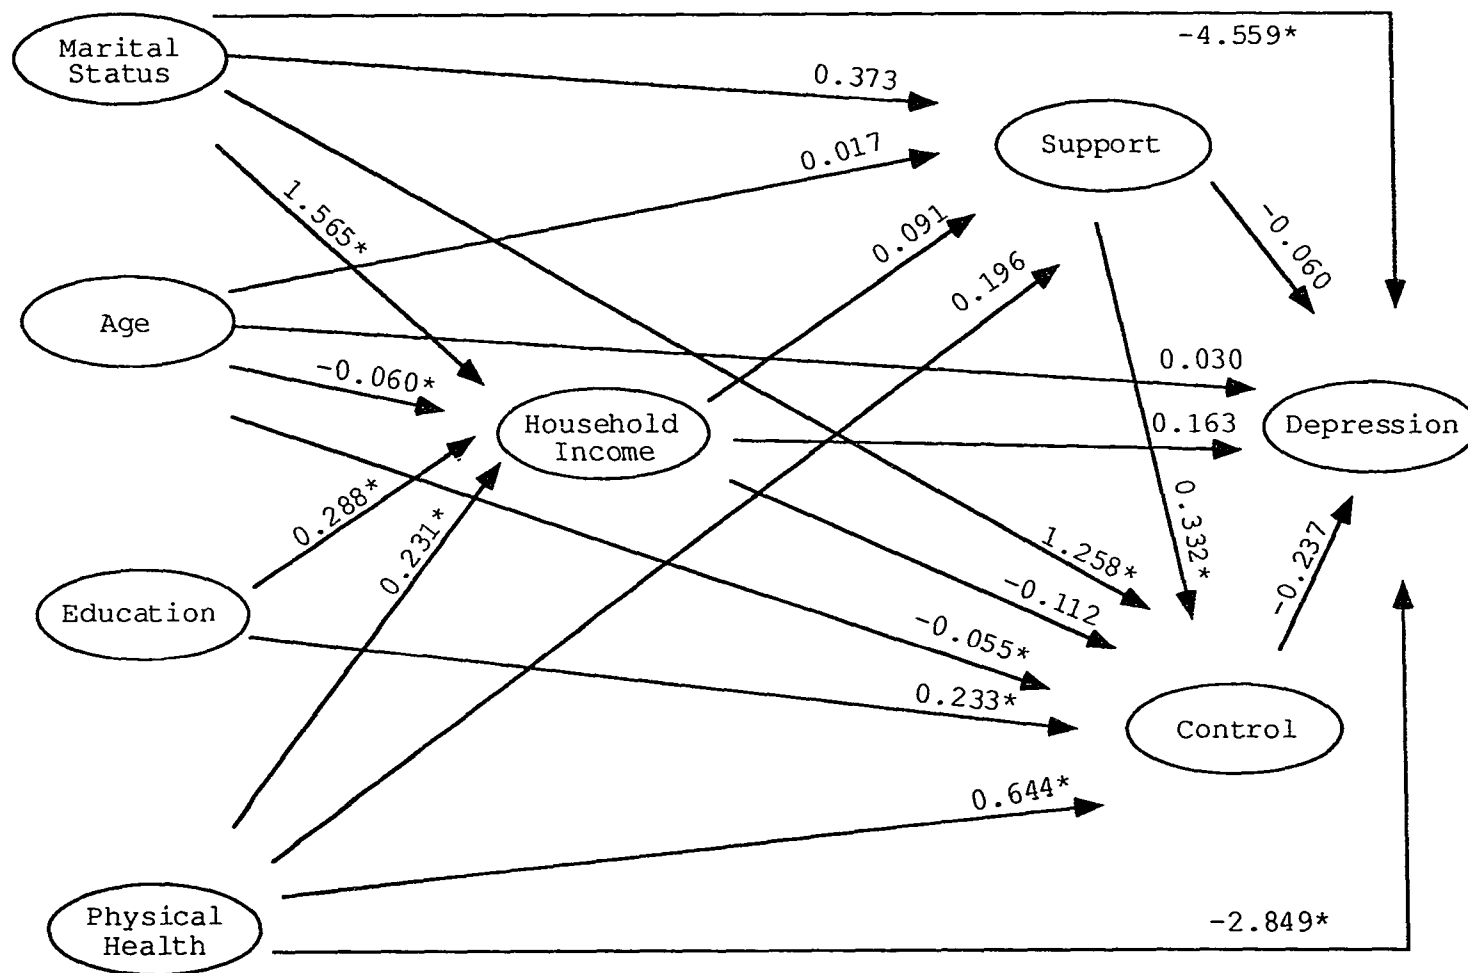 Marital
Status
-4.559*
0.373
Support
0.017
1.565*
0.091
0.196
-0.060
Age
-0.060*
0.030
Household
Income
0.163
Depression
0.288*
0.231*
0.332*
1.258*
-0.112
-0.237
Education
-0.055*
0.233*
Control
0.644*
Physical
Health
-2.849*